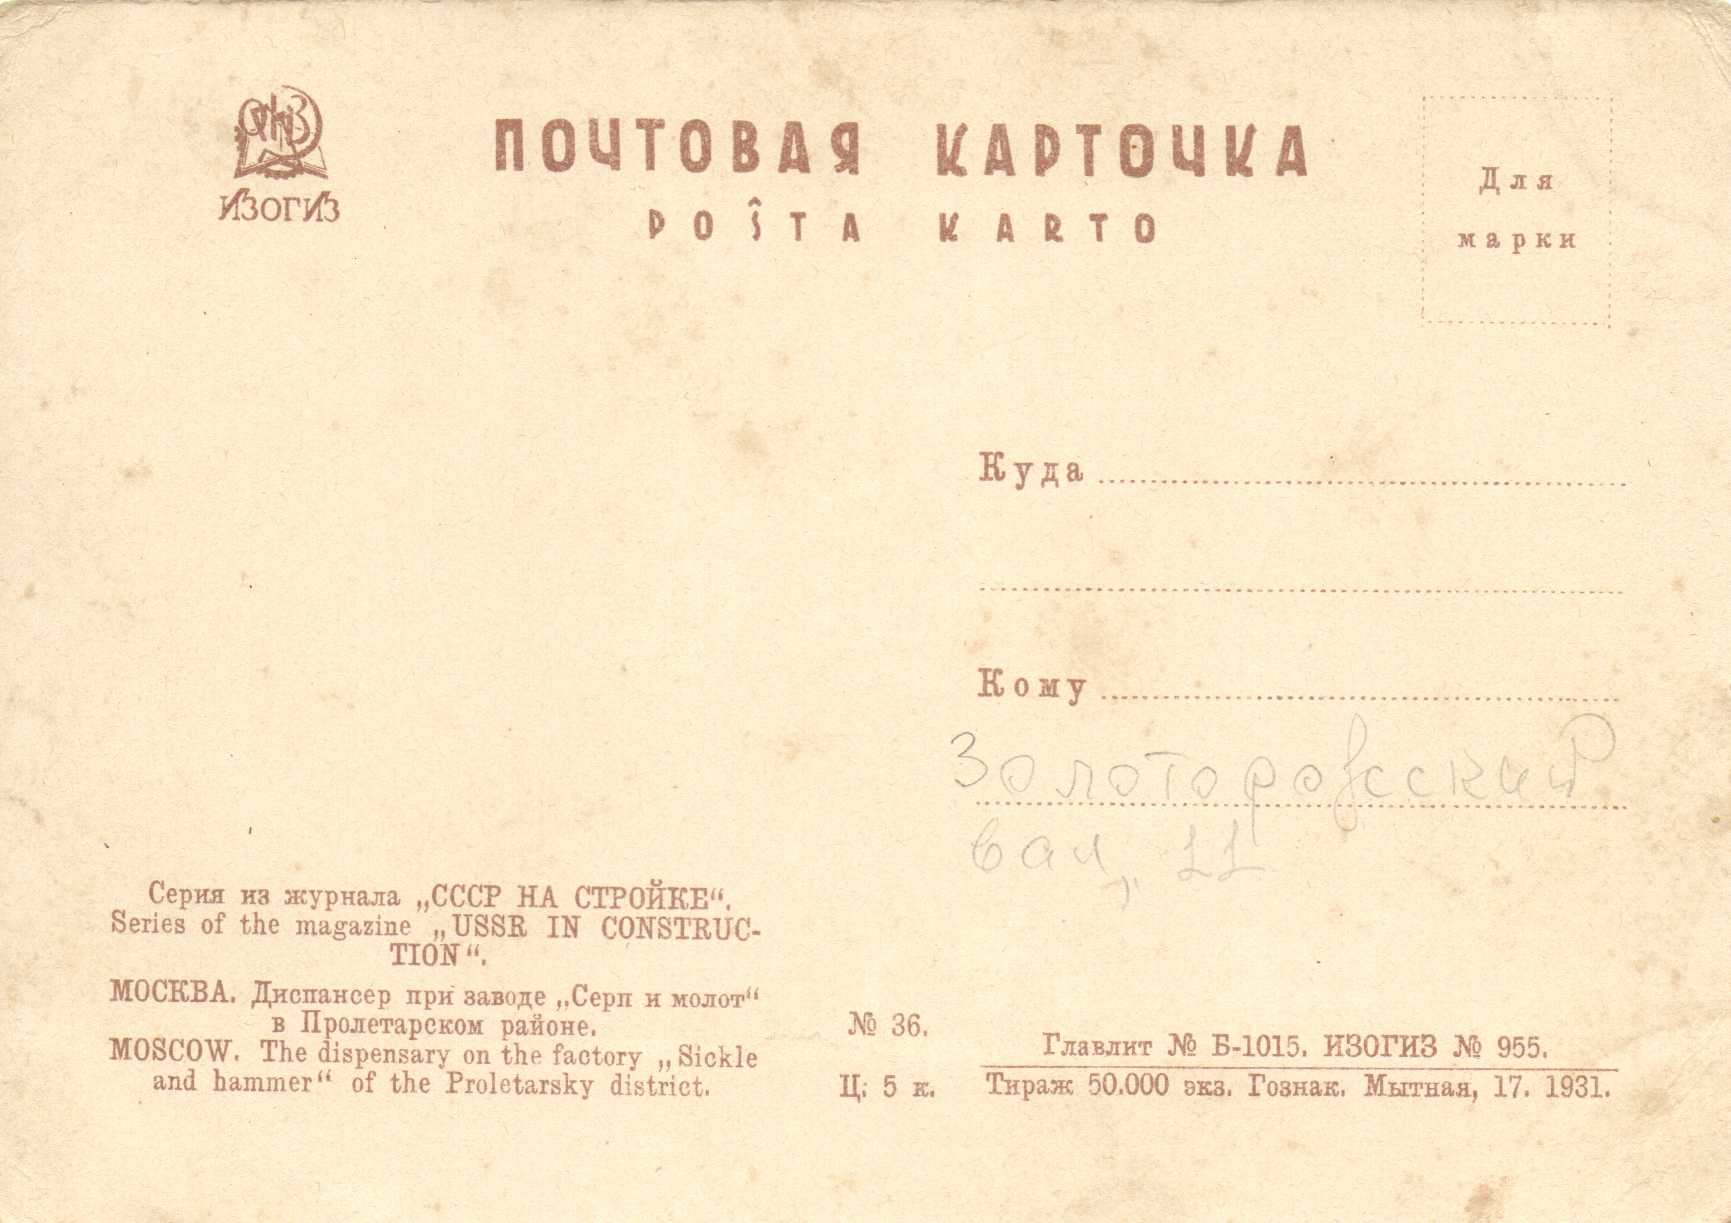 ИЗОГИЗ
ПОЧТОВАЯ КАРТОЧКА
POŜTA KARTO
Для
марки
Куда
Кому
Золоторожский
вал, 11
Серия из журнала „СССР НА СТРОЙКЕ“.
Series of the magazine „USSR IN CONSTRUC-
TION“.
МОСКВА. Диспансер при заводе „Серп и молот“
в Пролетарском районе.
MOSCOW. The dispensary on the factory „Sickle
and hammer“ of the Proletarsky district.
№ 36.
Ц. 5 к.
Главлит № Б-1015. ИЗОГИЗ № 955.
Тираж 50.000 экз. Гознак. Мытная, 17. 1931.